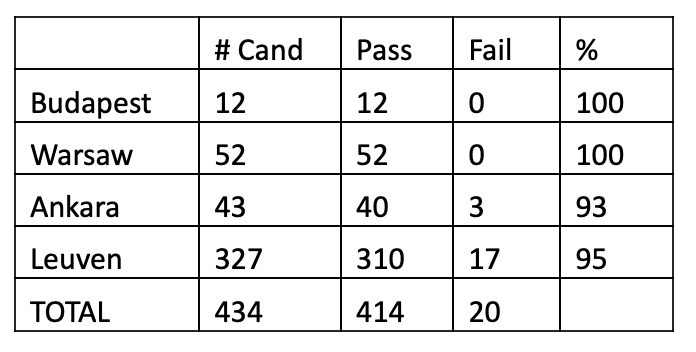 # Cand Pass Fail %
Budapest 12 12 0 100
Warsaw 52 52 0 100
Ankara 43 40 3 93
Leuven 327 310 17 95
TOTAL 434 414 20